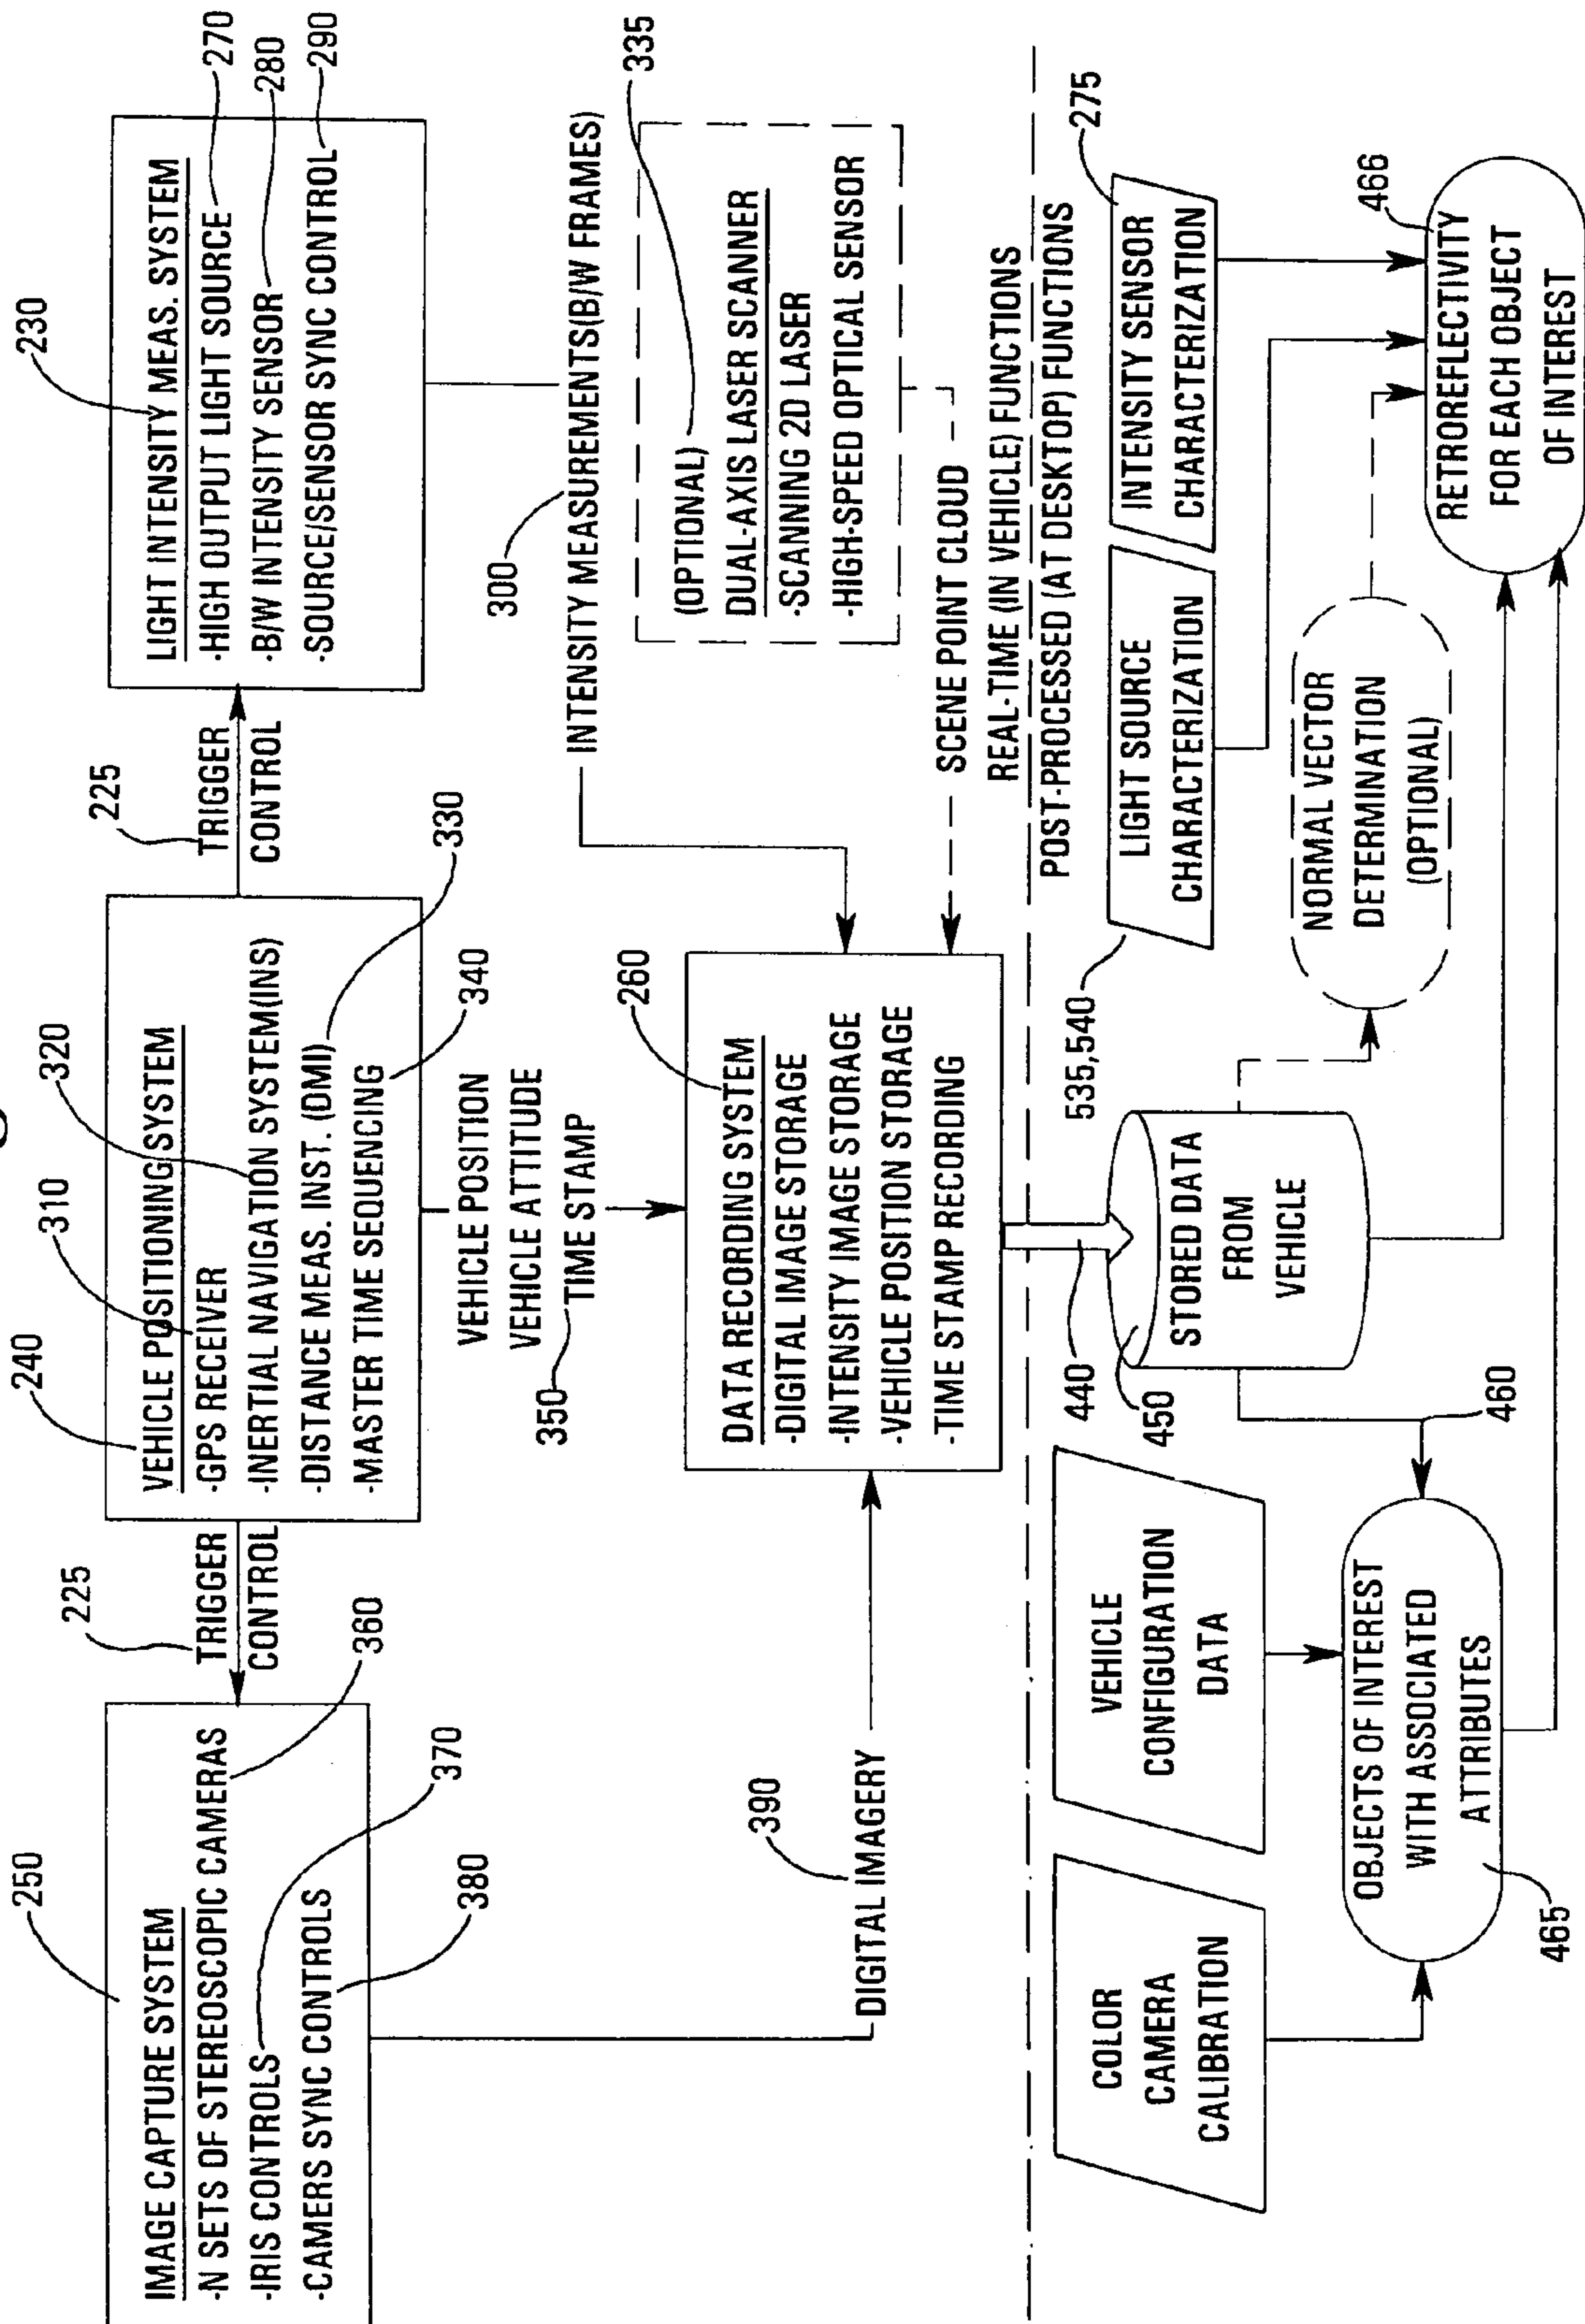 250
IMAGE CAPTURE SYSTEM
·N SETS OF STEREOSCOPIC CAMERAS
·IRIS CONTROLS
·CAMERS SYNC CONTROLS
360
370
380
225
TRIGGER
CONTROL
240
310
320
VEHICLE POSITIONING SYSTEM
·GPS RECEIVER
·INERTIAL NAVIGATION SYSTEM(INS)
·DISTANCE MEAS. INST. (DMI)
·MASTER TIME SEQUENCING
330
340
225
TRIGGER
CONTROL
230
LIGHT INTENSITY MEAS. SYSTEM
·HIGH OUTPUT LIGHT SOURCE
·B/W INTENSITY SENSOR
·SOURCE/SENSOR SYNC CONTROL
270
280
290
VEHICLE POSITION
VEHICLE ATTITUDE
350
TIME STAMP
300
INTENSITY MEASUREMENTS(B/W FRAMES)
335
(OPTIONAL)
DUAL-AXIS LASER SCANNER
·SCANNING 2D LASER
·HIGH-SPEED OPTICAL SENSOR
390
DIGITAL IMAGERY
260
DATA RECORDING SYSTEM
·DIGITAL IMAGE STORAGE
·INTENSITY IMAGE STORAGE
·VEHICLE POSITION STORAGE
·TIME STAMP RECORDING
SCENE POINT CLOUD
REAL-TIME (IN VEHICLE) FUNCTIONS
POST-PROCESSED (AT DESKTOP) FUNCTIONS
COLOR
CAMERA
CALIBRATION
VEHICLE
CONFIGURATION
DATA
440
450
STORED DATA
FROM
VEHICLE
535,540
LIGHT SOURCE
CHARACTERIZATION
275
INTENSITY SENSOR
CHARACTERIZATION
NORMAL VECTOR
DETERMINATION
(OPTIONAL)
460
OBJECTS OF INTEREST
WITH ASSOCIATED
ATTRIBUTES
465
466
RETROREFLECTIVITY
FOR EACH OBJECT
OF INTEREST